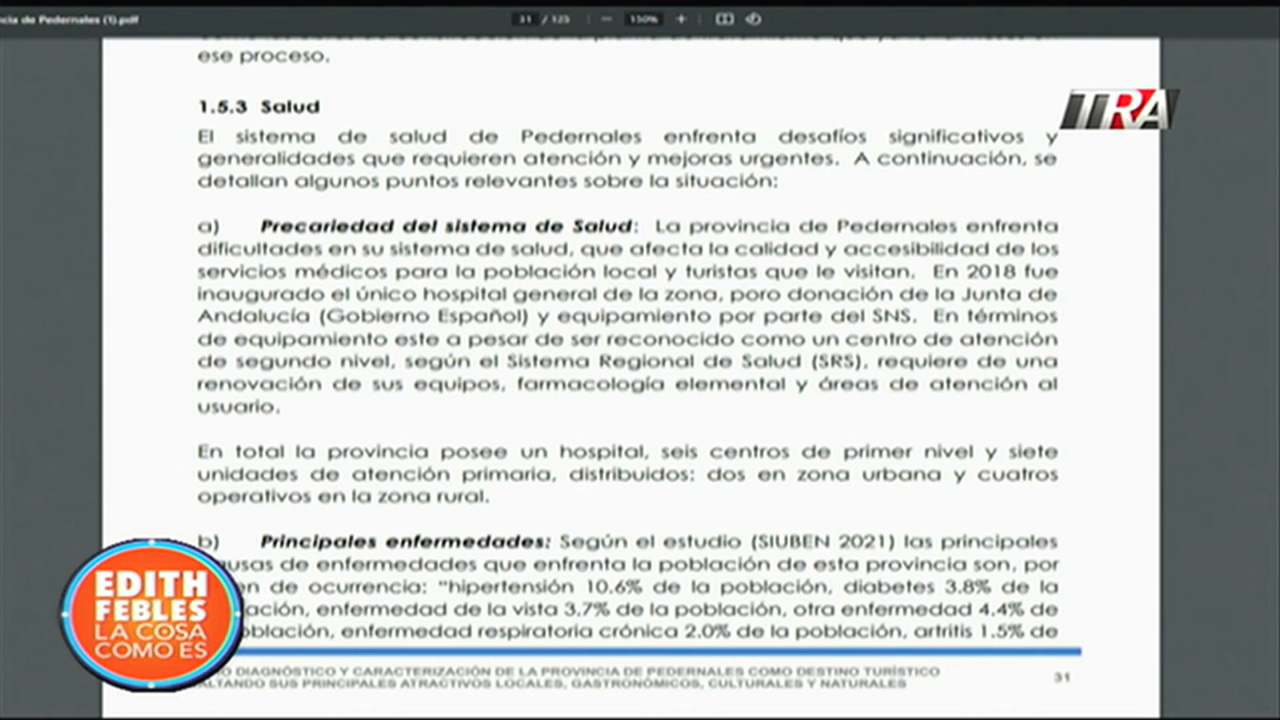 ncia de Pedernales (1).pdf
31 / 125
150%
ese proceso.
TRA
1.5.3 Salud
El sistema de salud de Pedernales enfrenta desafíos significativos y
generalidades que requieren atención y mejoras urgentes. A continuación, se
detallan algunos puntos relevantes sobre la situación:
a) Precariedad del sistema de Salud: La provincia de Pedernales enfrenta
dificultades en su sistema de salud, que afecta la calidad y accesibilidad de los
servicios médicos para la población local y turistas que le visitan. En 2018 fue
inaugurado el único hospital general de la zona, poro donación de la Junta de
Andalucía (Gobierno Español) y equipamiento por parte del SNS. En términos
de equipamiento este a pesar de ser reconocido como un centro de atención
de segundo nivel, según el Sistema Regional de Salud (SRS), requiere de una
renovación de sus equipos, farmacología elemental y áreas de atención al
usuario.
En total la provincia posee un hospital, seis centros de primer nivel y siete
unidades de atención primaria, distribuidos: dos en zona urbana y cuatros
operativos en la zona rural.
b) Principales enfermedades: Según el estudio (SIUBEN 2021) las principales
usas de enfermedades que enfrenta la población de esta provincia son, por
en de ocurrencia: "hipertensión 10.6% de la población, diabetes 3.8% de la
ación, enfermedad de la vista 3.7% de la población, otra enfermedad 4.4% de
oblación, enfermedad respiratoria crónica 2.0% de la población, artritis 1.5% de
EDITH
FEBLES
LA COSA
COMO ES
O DIAGNÓSTICO Y CARACTERIZACIÓN DE LA PROVINCIA DE PEDERNALES COMO DESTINO TURÍSTICO
LTANDO SUS PRINCIPALES ATRACTIVOS LOCALES, GASTRONÓMICOS, CULTURALES Y NATURALES
31